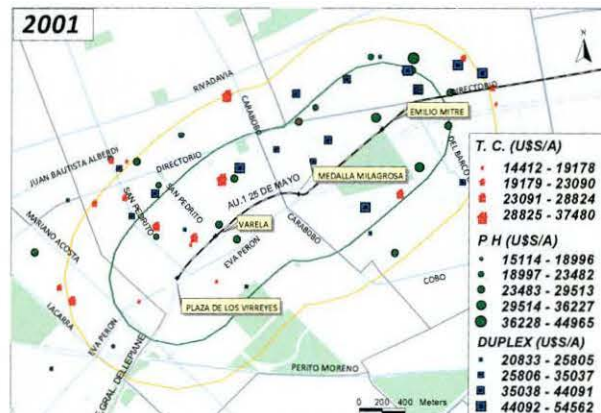 2001
RIVADAVIA
CARABOBO
DIRECTORIO
EMILIO MITRE
JUAN BAUTISTA ALBERDI
DIRECTORIO
DEL BARCO
SAN PEDRITO
SAN PEDRITO
MEDALLA MILAGROSA
AU.1 25 DE MAYO
MARIANO ACOSTA
VARELA
CARABOBO
EVA PERON
COBO
PLAZA DE LOS VIRREYES
LACARRA
EVA PERON
GRAL. DELLEPIANE
PERITO MORENO
0 200 400 Meters
N
T. C. (U$S/A)
14412 - 19178
19179 - 23090
23091 - 28824
28825 - 37480
P H (U$S/A)
15114 - 18996
18997 - 23482
23483 - 29513
29514 - 36227
36228 - 44965
DUPLEX (U$S/A)
20833 - 25805
25806 - 35037
35038 - 44091
44092 - 54562